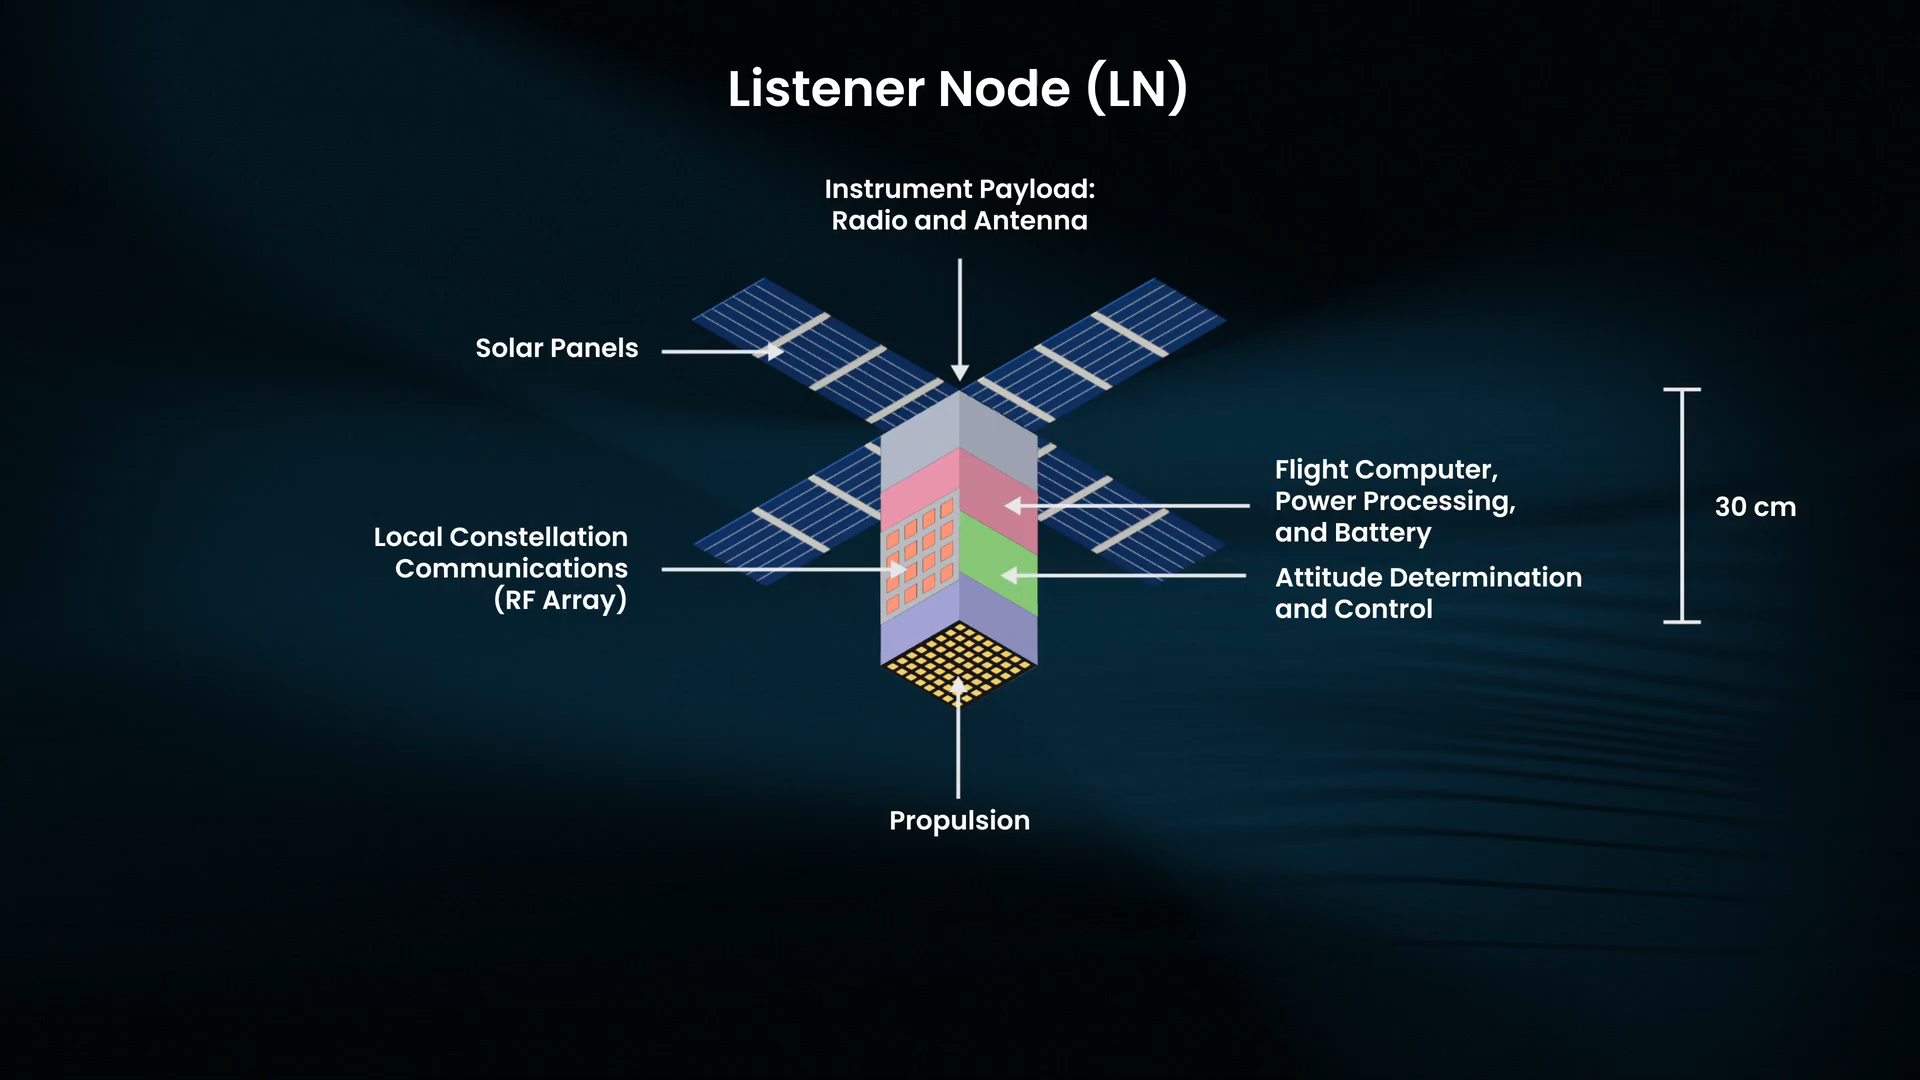 Listener Node (LN)
Instrument Payload:
Radio and Antenna
Solar Panels
Flight Computer,
Power Processing,
and Battery
30 cm
Local Constellation
Communications
(RF Array)
Attitude Determination
and Control
Propulsion